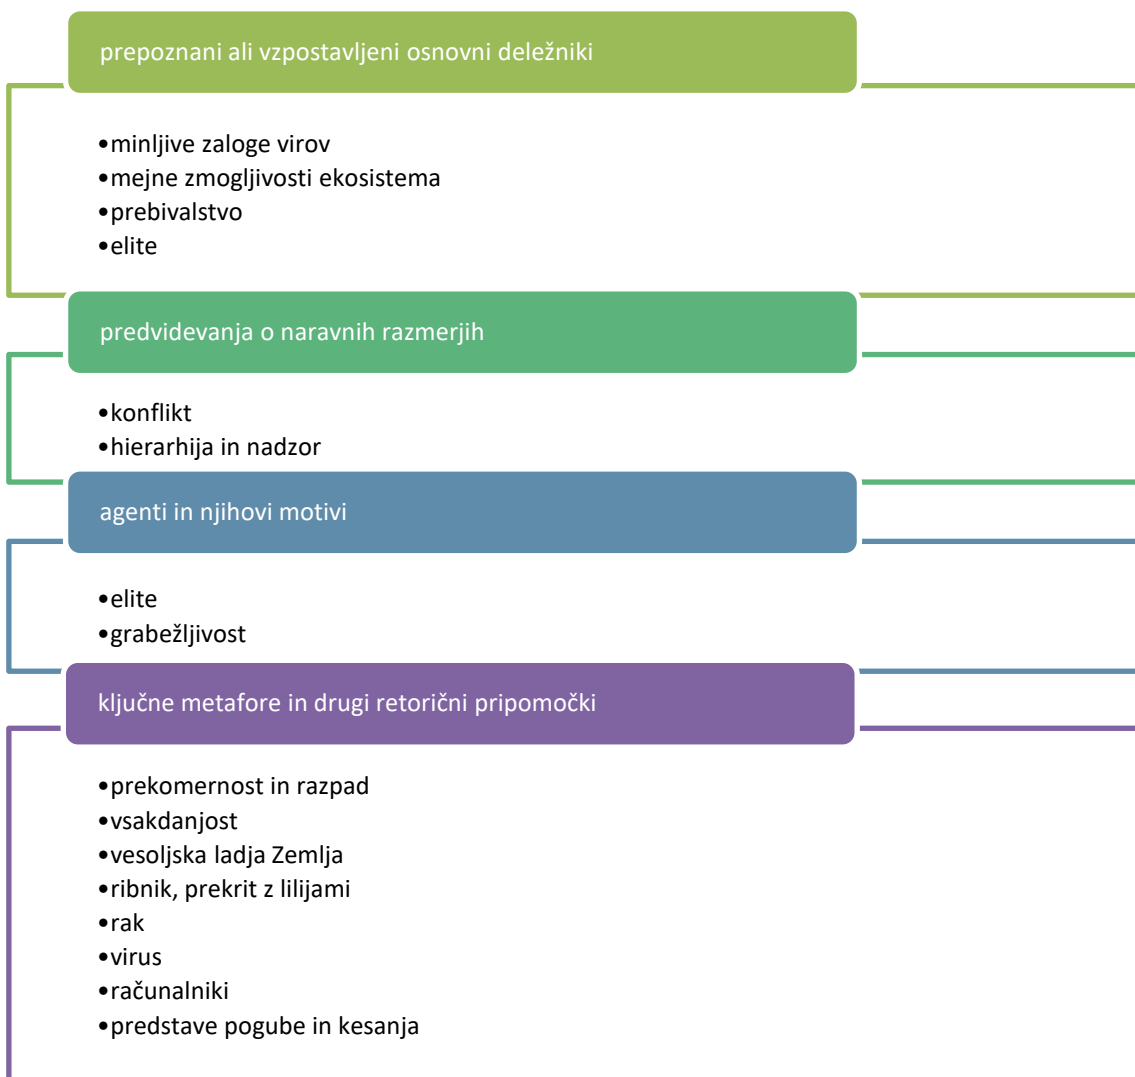 prepoznani ali vzpostavljeni osnovni deležniki
•minljive zaloge virov
•mejne zmogljivosti ekosistema
•prebivalstvo
•elite
predvidevanja o naravnih razmerjih
•konflikt
•hierarhija in nadzor
agenti in njihovi motivi
•elite
•grabežljivost
ključne metafore in drugi retorični pripomočki
•prekomernost in razpad
•vsakdanjost
•vesoljska ladja Zemlja
•ribnik, prekrit z lilijami
•rak
•virus
•računalniki
•predstave pogube in kesanja